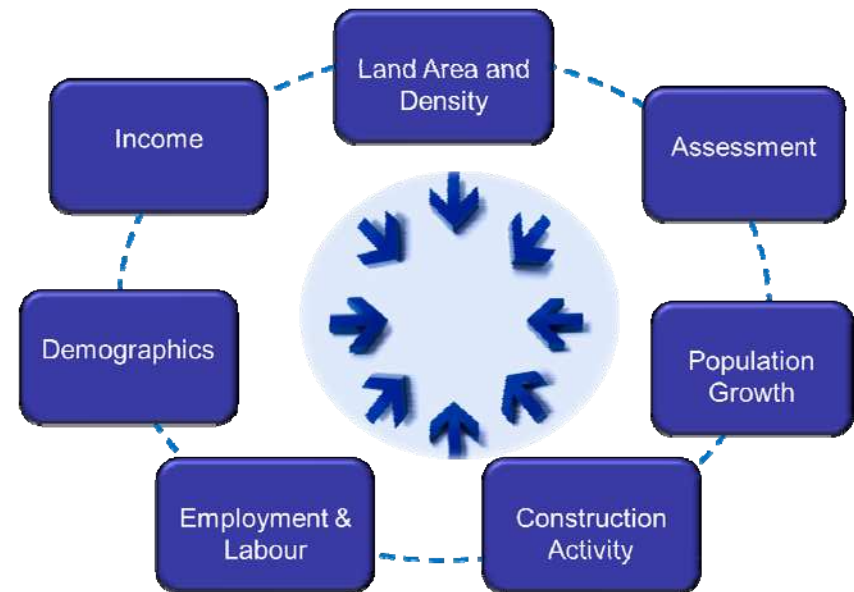 Land Area and
Density
Assessment
Population
Growth
Construction
Activity
Employment &
Labour
Demographics
Income